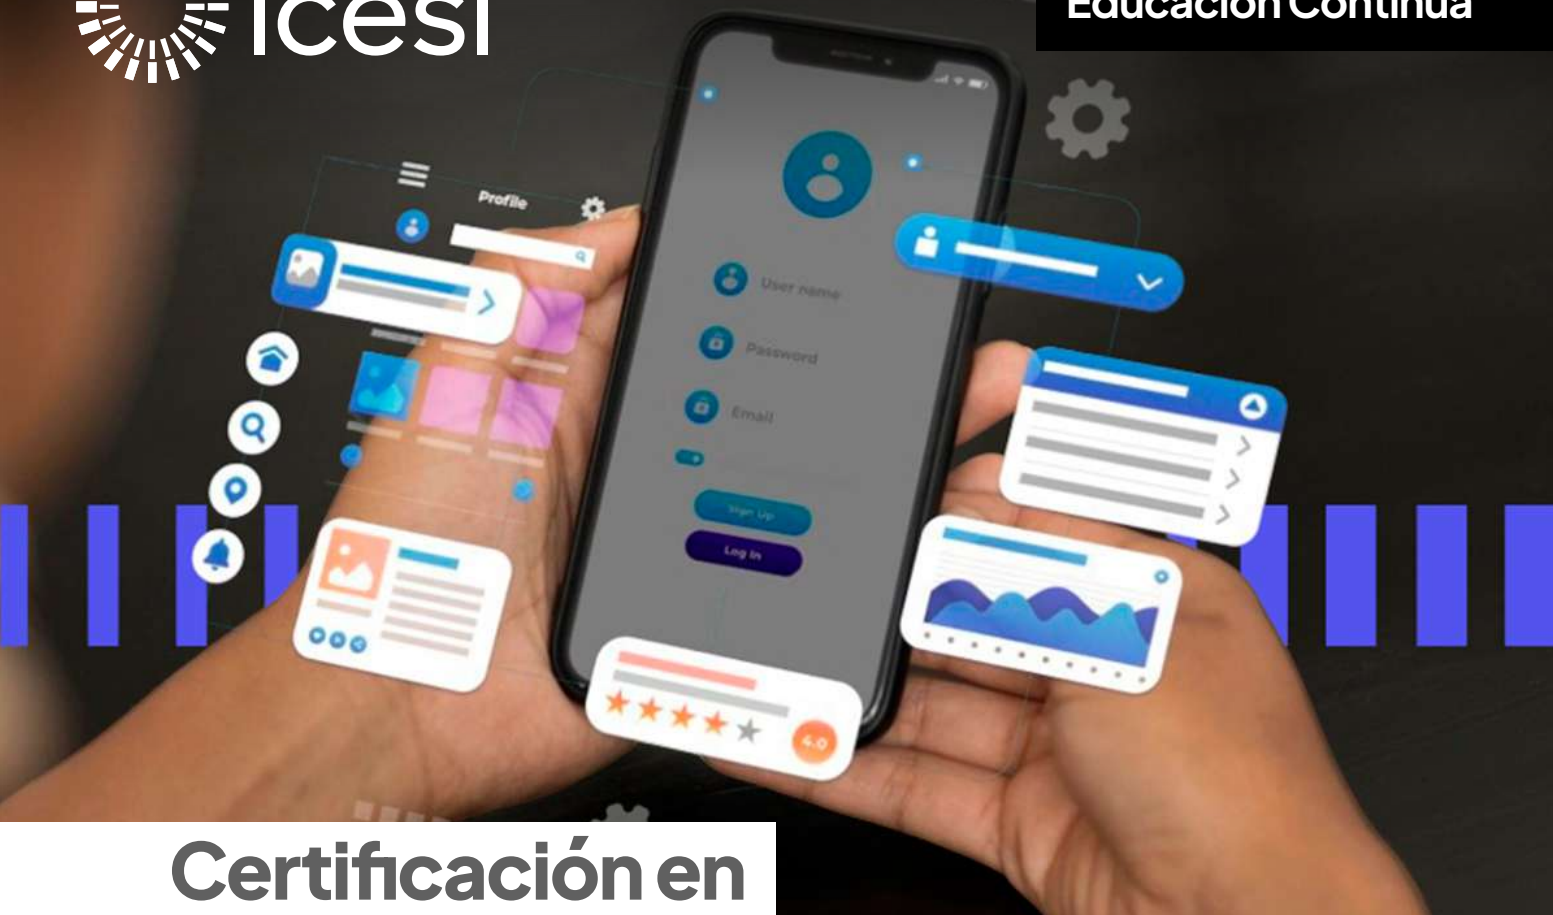 icesi
Educación Continua
Profile
User name
Password
Email
Sign Up
Log In
4.0
Certificación en